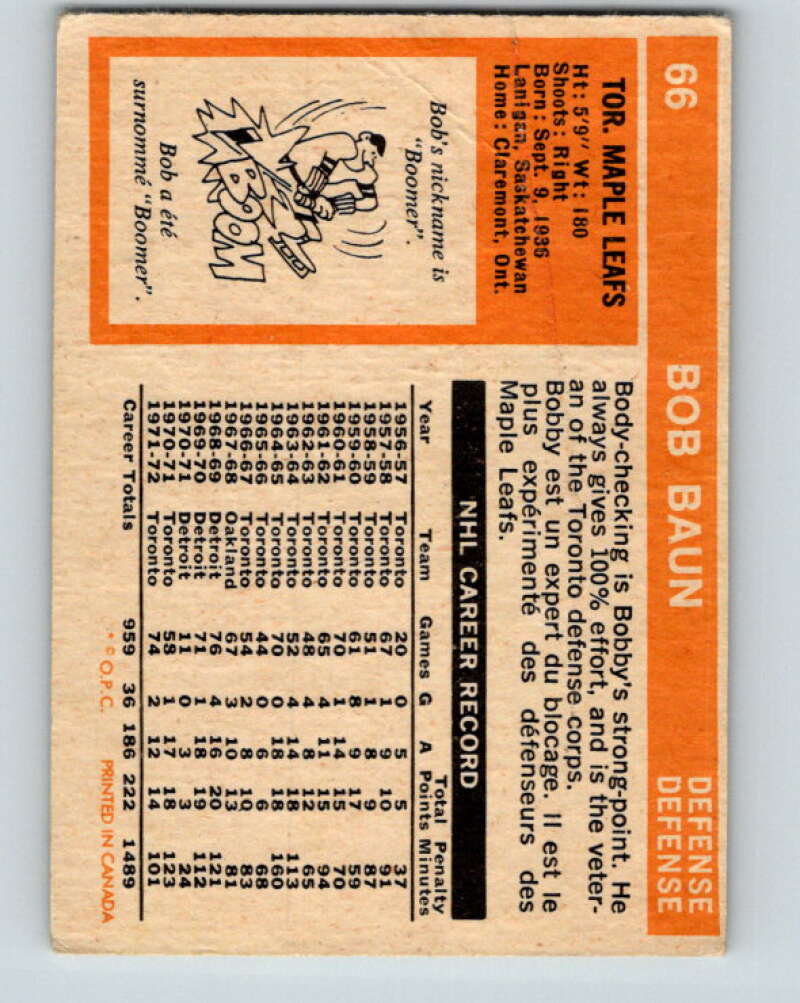 66 BOB BAUN DEFENSE
DEFENSE
TOR. MAPLE LEAFS
Ht: 5'9" Wt: 180
Shoots: Right
Born: Sept. 9, 1936
Lanigan, Saskatchewan
Home: Claremont, Ont.
Bob's nickname is
"Boomer".
BAROOM
Bob a été
surnommé "Boomer".
Body-checking is Bobby's strong-point. He
always gives 100% effort, and is the veter-
an of the Toronto defense corps.
Bobby est un expert du blocage. Il est le
plus expérimenté des défenseurs des
Maple Leafs.
NHL CAREER RECORD
Total Penalty
Year Team Games G A Points Minutes
1956-57 Toronto 20 0 5 5 37
1957-58 Toronto 67 1 9 10 91
1958-59 Toronto 51 1 8 9 87
1959-60 Toronto 61 8 9 17 59
1960-61 Toronto 70 1 14 15 70
1961-62 Toronto 65 4 11 15 94
1962-63 Toronto 48 4 8 12 65
1963-64 Toronto 52 4 14 18 113
1964-65 Toronto 70 0 18 18 160
1965-66 Toronto 44 0 6 6 68
1966-67 Toronto 54 2 8 10 83
1967-68 Oakland 67 3 10 13 81
1968-69 Detroit 76 4 16 20 121
1969-70 Detroit 71 1 18 19 112
1970-71 Detroit 11 0 3 3 24
1970-71 Toronto 58 1 17 18 123
1971-72 Toronto 74 2 12 14 101
Career Totals 959 36 186 222 1489
* © O.P.C. PRINTED IN CANADA